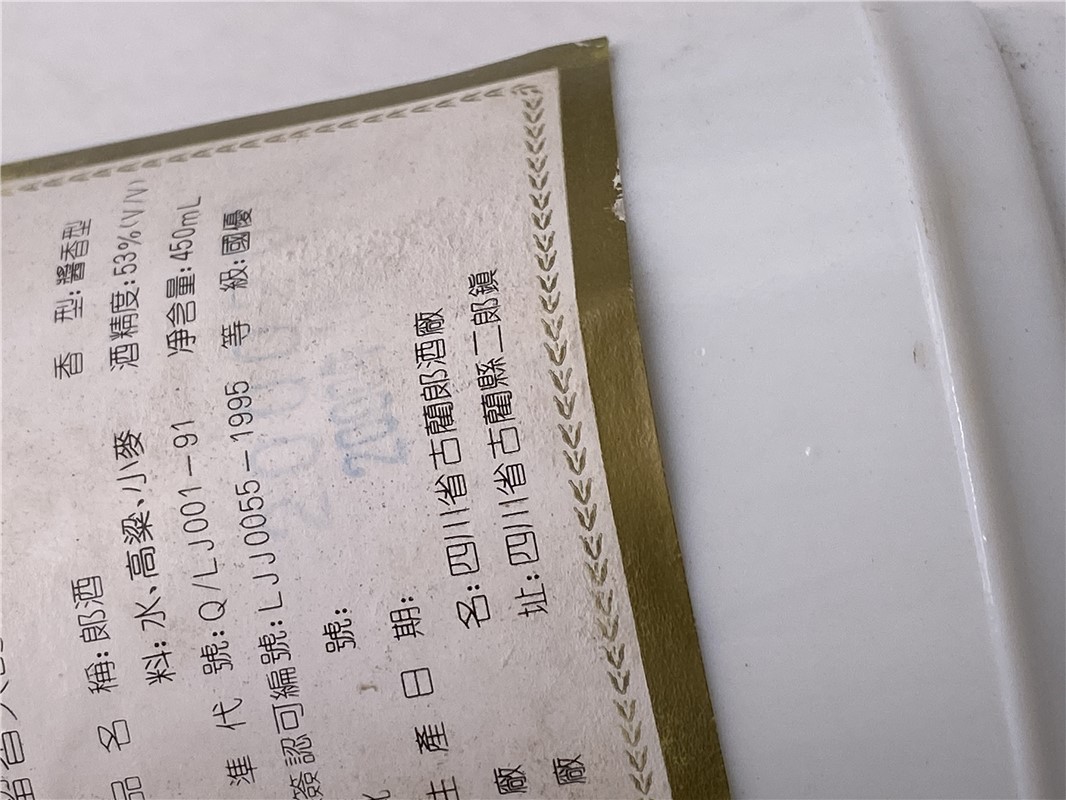 品名稱:郎酒 香型:醬香型
料:水、高粱、小麥 酒精度:53%(V/V)
準代號:Q/LJ001-91 淨含量:450mL
簽認可編號:LJJ0055-1995 等級:國優
號:
生產日期:
廠名:四川省古藺郎酒廠
廠址:四川省古藺縣二郎鎮